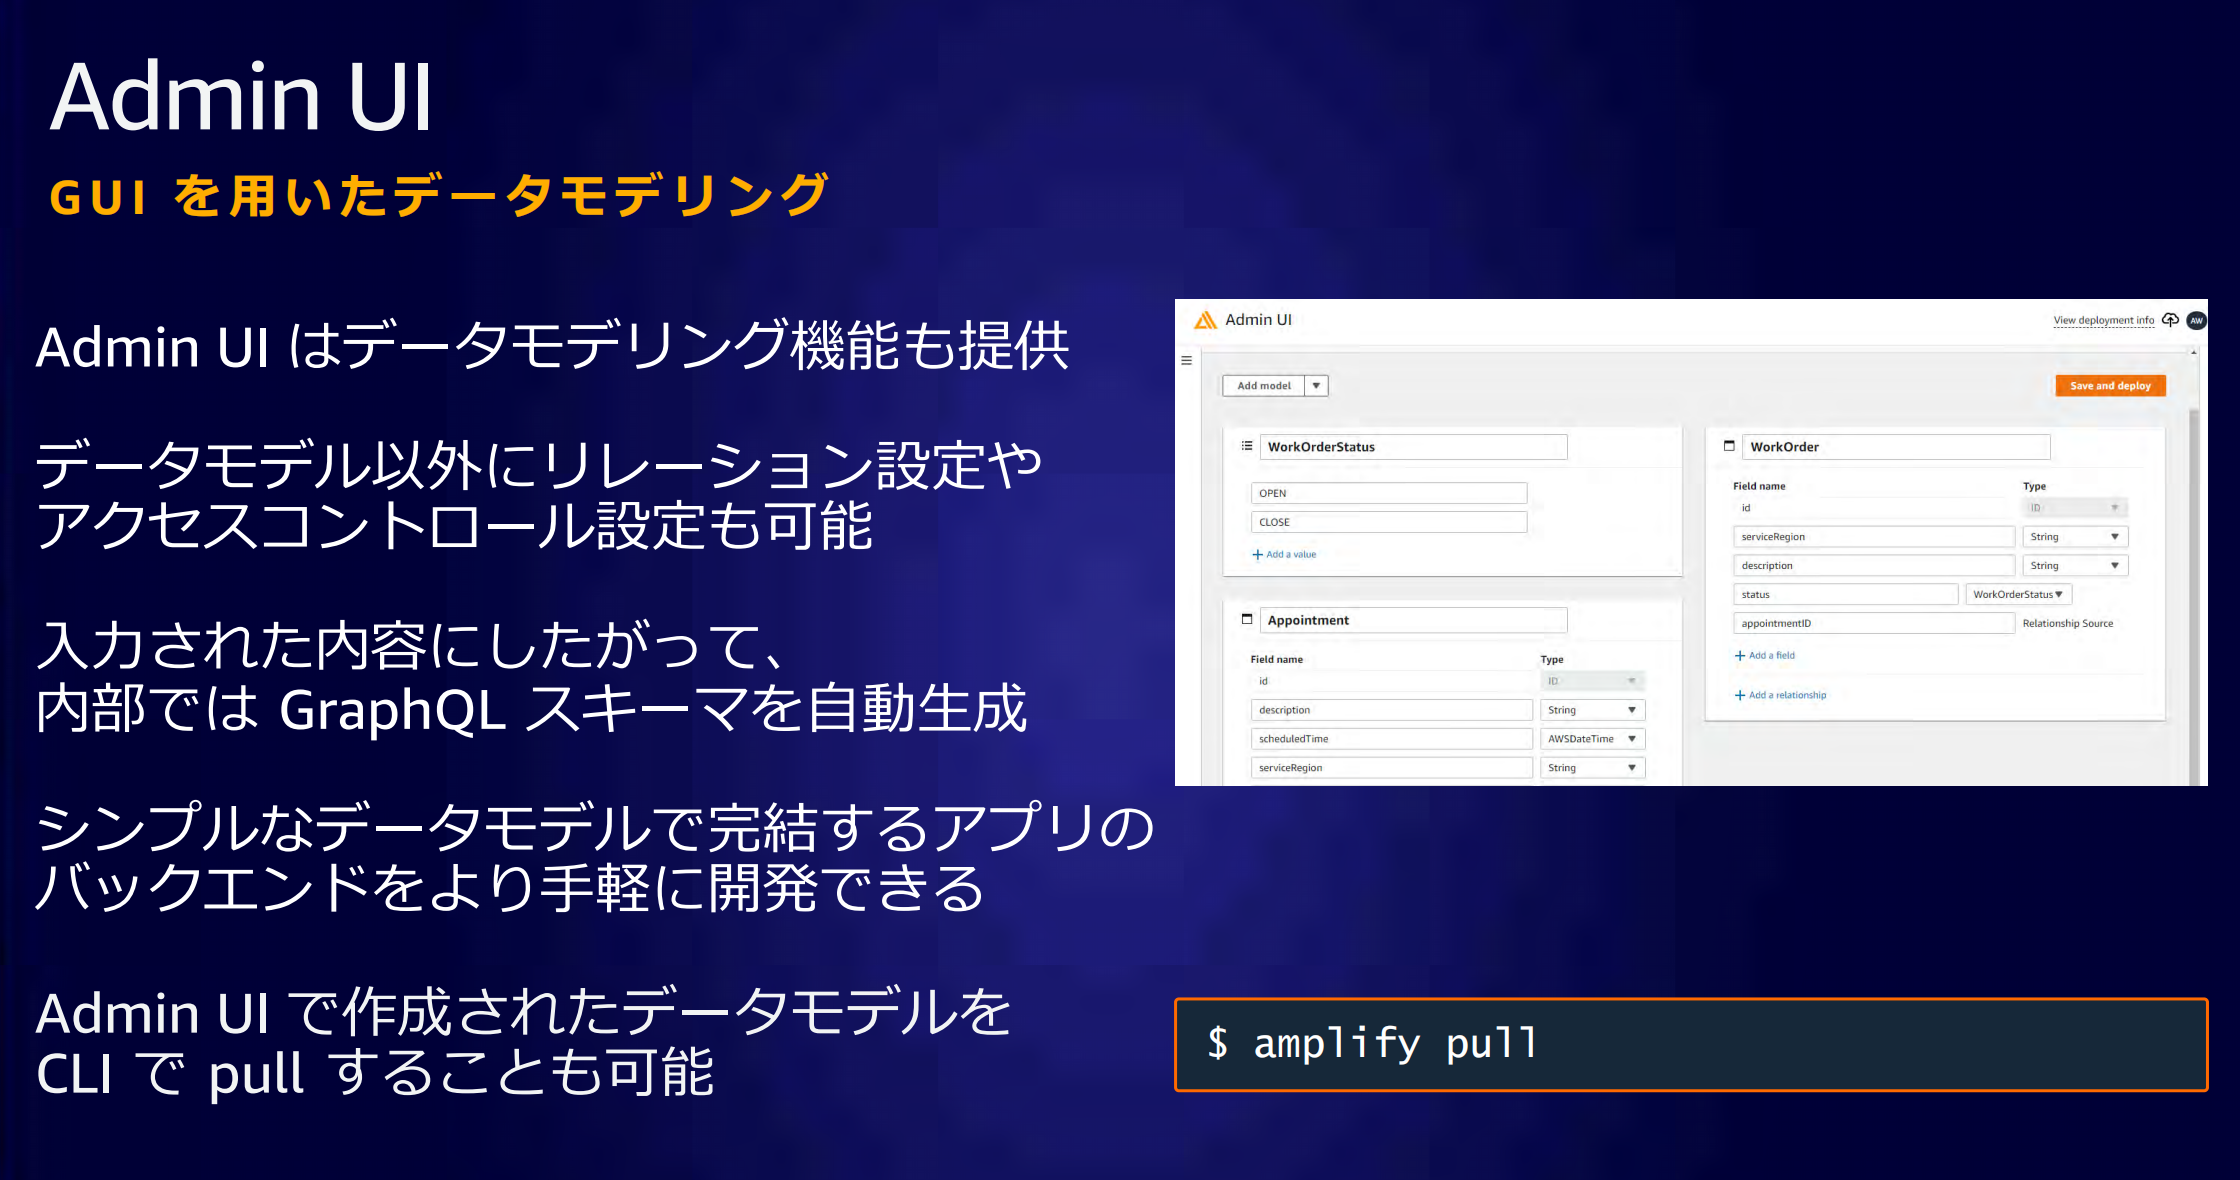 Admin UI
GUI を用いたデータモデリング
Admin UI はデータモデリング機能も提供
データモデル以外にリレーション設定や
アクセスコントロール設定も可能
入力された内容にしたがって、
内部では GraphQL スキーマを自動生成
シンプルなデータモデルで完結するアプリの
バックエンドをより手軽に開発できる
Admin UI で作成されたデータモデルを
CLI で pull することも可能
Admin UI
View deployment info
AW
Add model
Save and deploy
WorkOrderStatus
OPEN
CLOSE
+ Add a value
Appointment
Field name Type
id ID
description String
scheduledTime AWSDateTime
serviceRegion String
WorkOrder
Field name Type
id ID
serviceRegion String
description String
status WorkOrderStatus
appointmentID Relationship Source
+ Add a field
+ Add a relationship
$ amplify pull